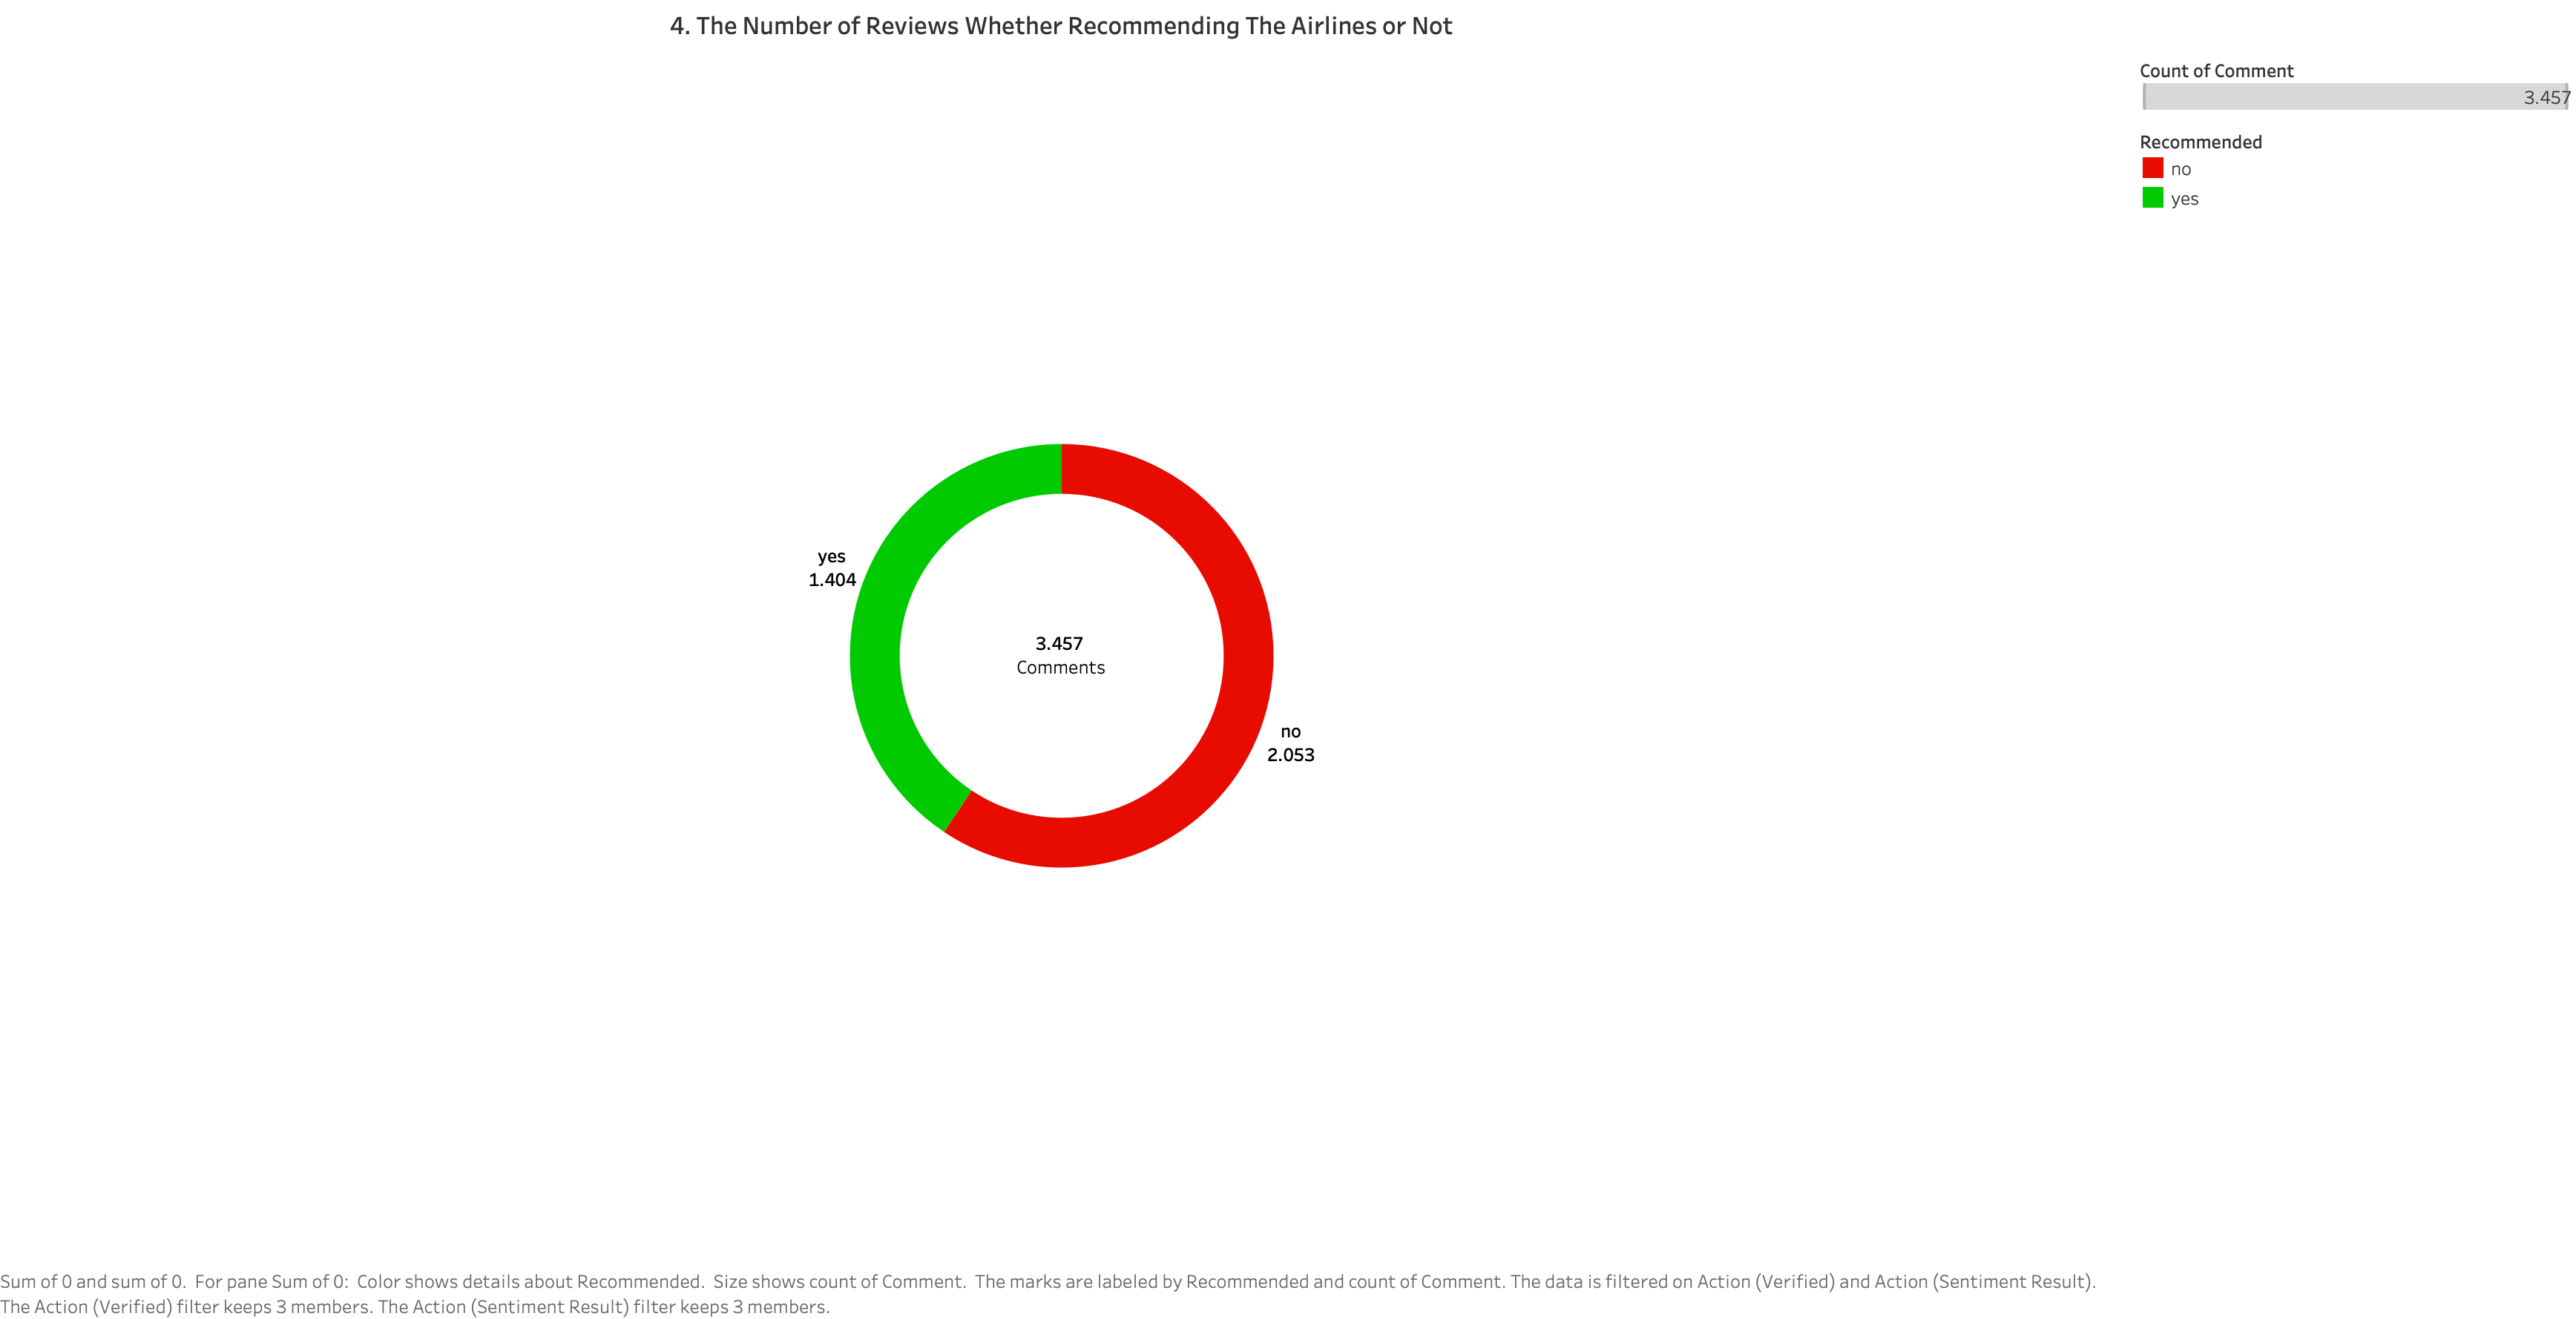 4. The Number of Reviews Whether Recommending The Airlines or Not
Count of Comment
3.457
Recommended
no
yes
yes
1.404
3.457
Comments
no
2.053
Sum of 0 and sum of 0.  For pane Sum of 0:  Color shows details about Recommended.  Size shows count of Comment.  The marks are labeled by Recommended and count of Comment. The data is filtered on Action (Verified) and Action (Sentiment Result).
The Action (Verified) filter keeps 3 members. The Action (Sentiment Result) filter keeps 3 members.